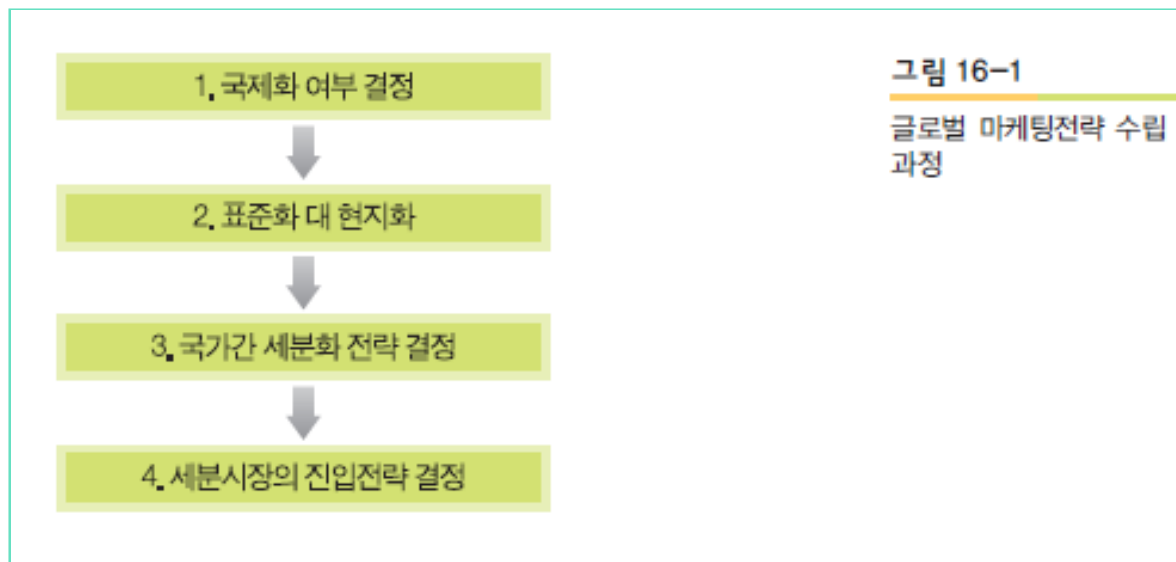 1. 국제화 여부 결정
2. 표준화 대 현지화
3. 국가간 세분화 전략 결정
4. 세분시장의 진입전략 결정
그림 16-1
글로벌 마케팅전략 수립
과정